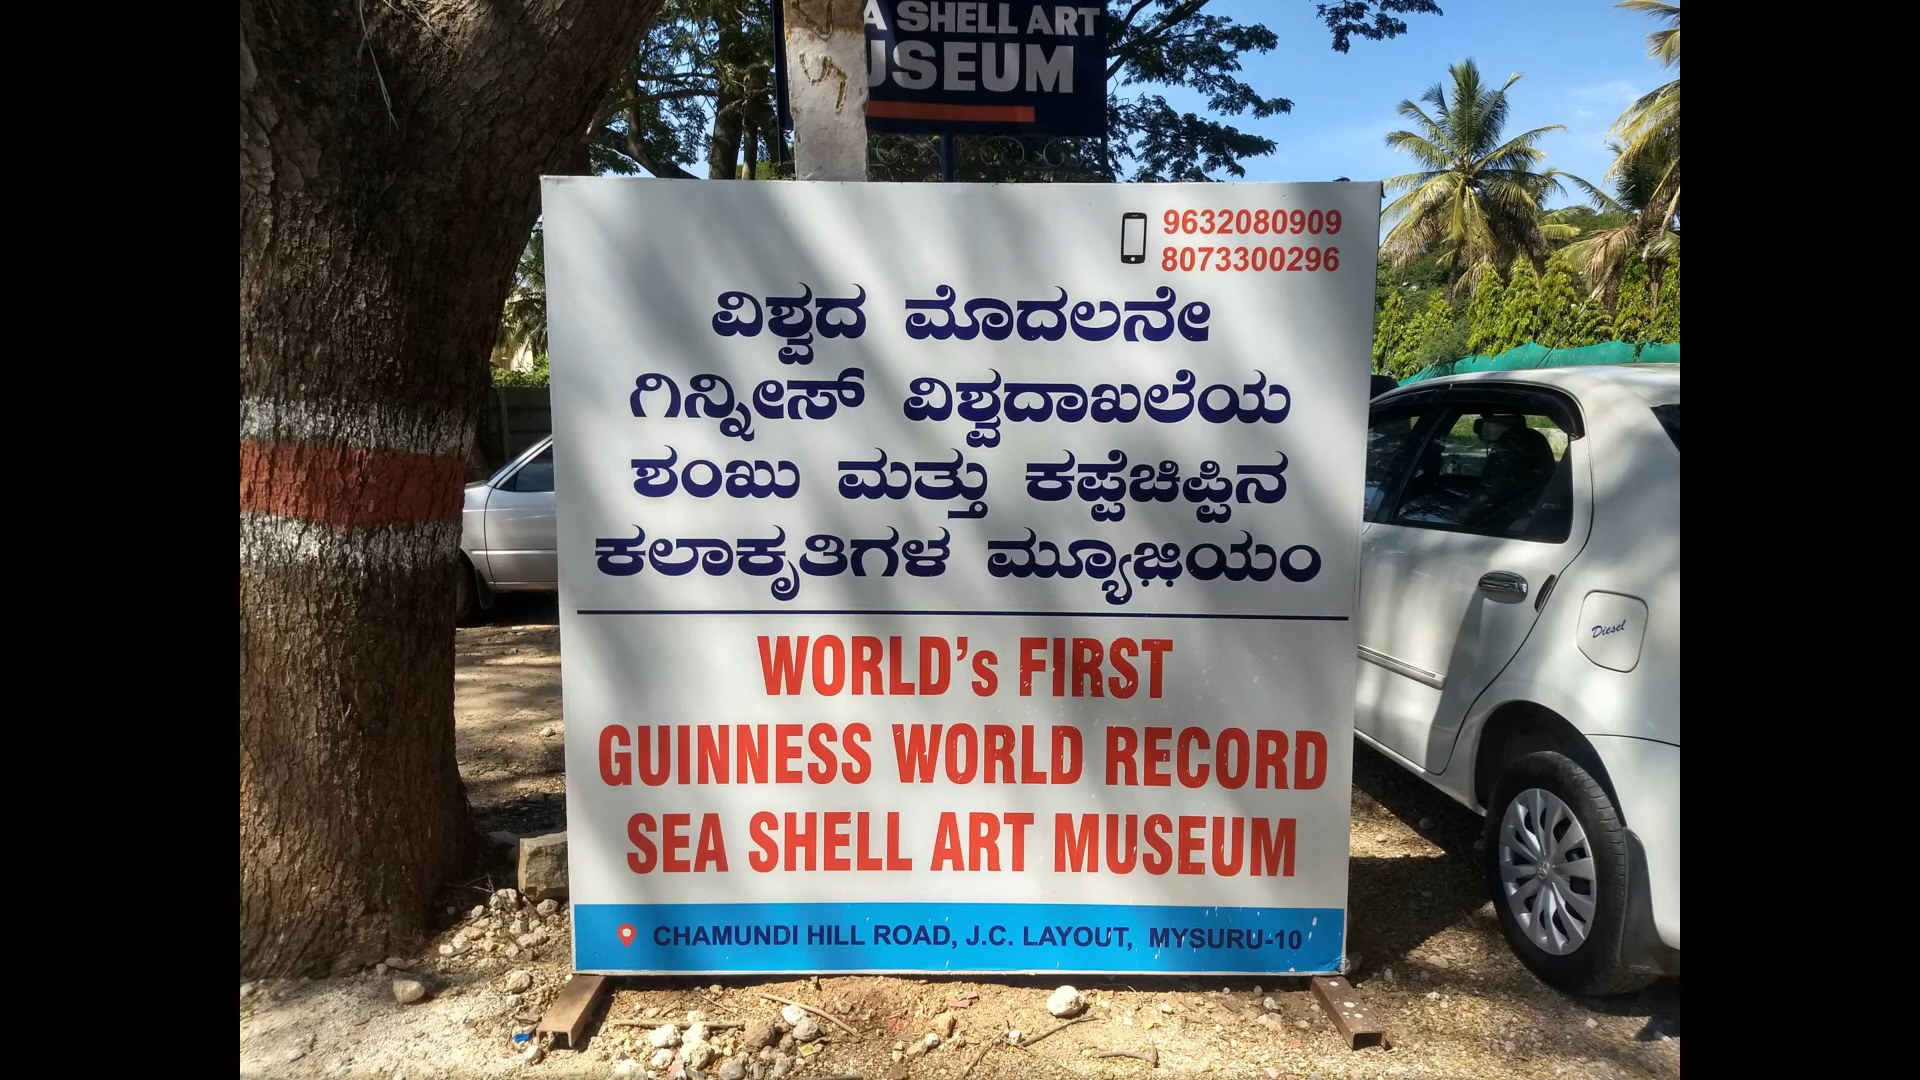 SHELL ART
9632080909
8073300296
ವಿಶ್ವದ ಮೊದಲನೇ
ಗಿನ್ನೀಸ್ ವಿಶ್ವದಾಖಲೆಯ
ಶಂಖು ಮತ್ತು ಕಪ್ಪೆಚಿಪ್ಪಿನ
ಕಲಾಕೃತಿಗಳ ಮ್ಯೂಜಿಯಂ
WORLD's FIRST
GUINNESS WORLD RECORD
SEA SHELL ART MUSEUM
CHAMUNDI HILL ROAD, J.C. LAYOUT, MYSURU-10
Diesel